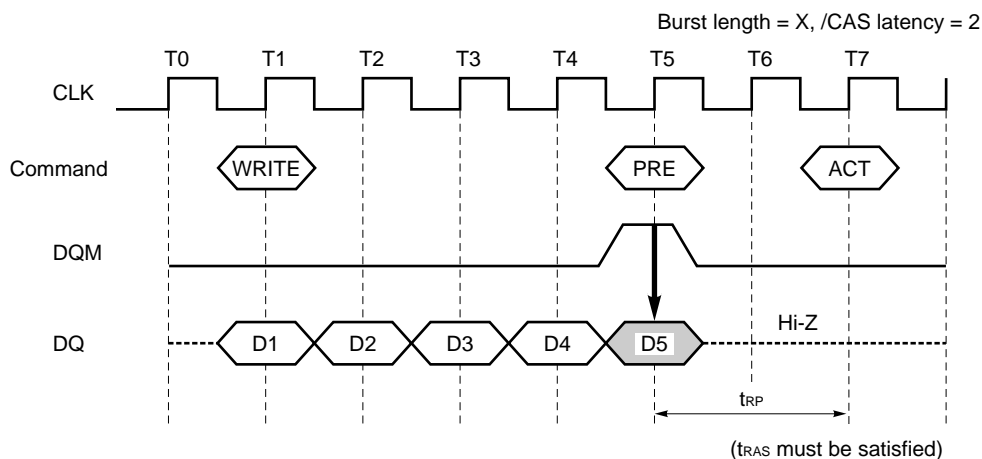 Burst length = X, /CAS latency = 2
T0 T1 T2 T3 T4 T5 T6 T7
CLK
Command WRITE PRE ACT
DQM
DQ D1 D2 D3 D4 D5 Hi-Z
tRP
(tRAS must be satisfied)